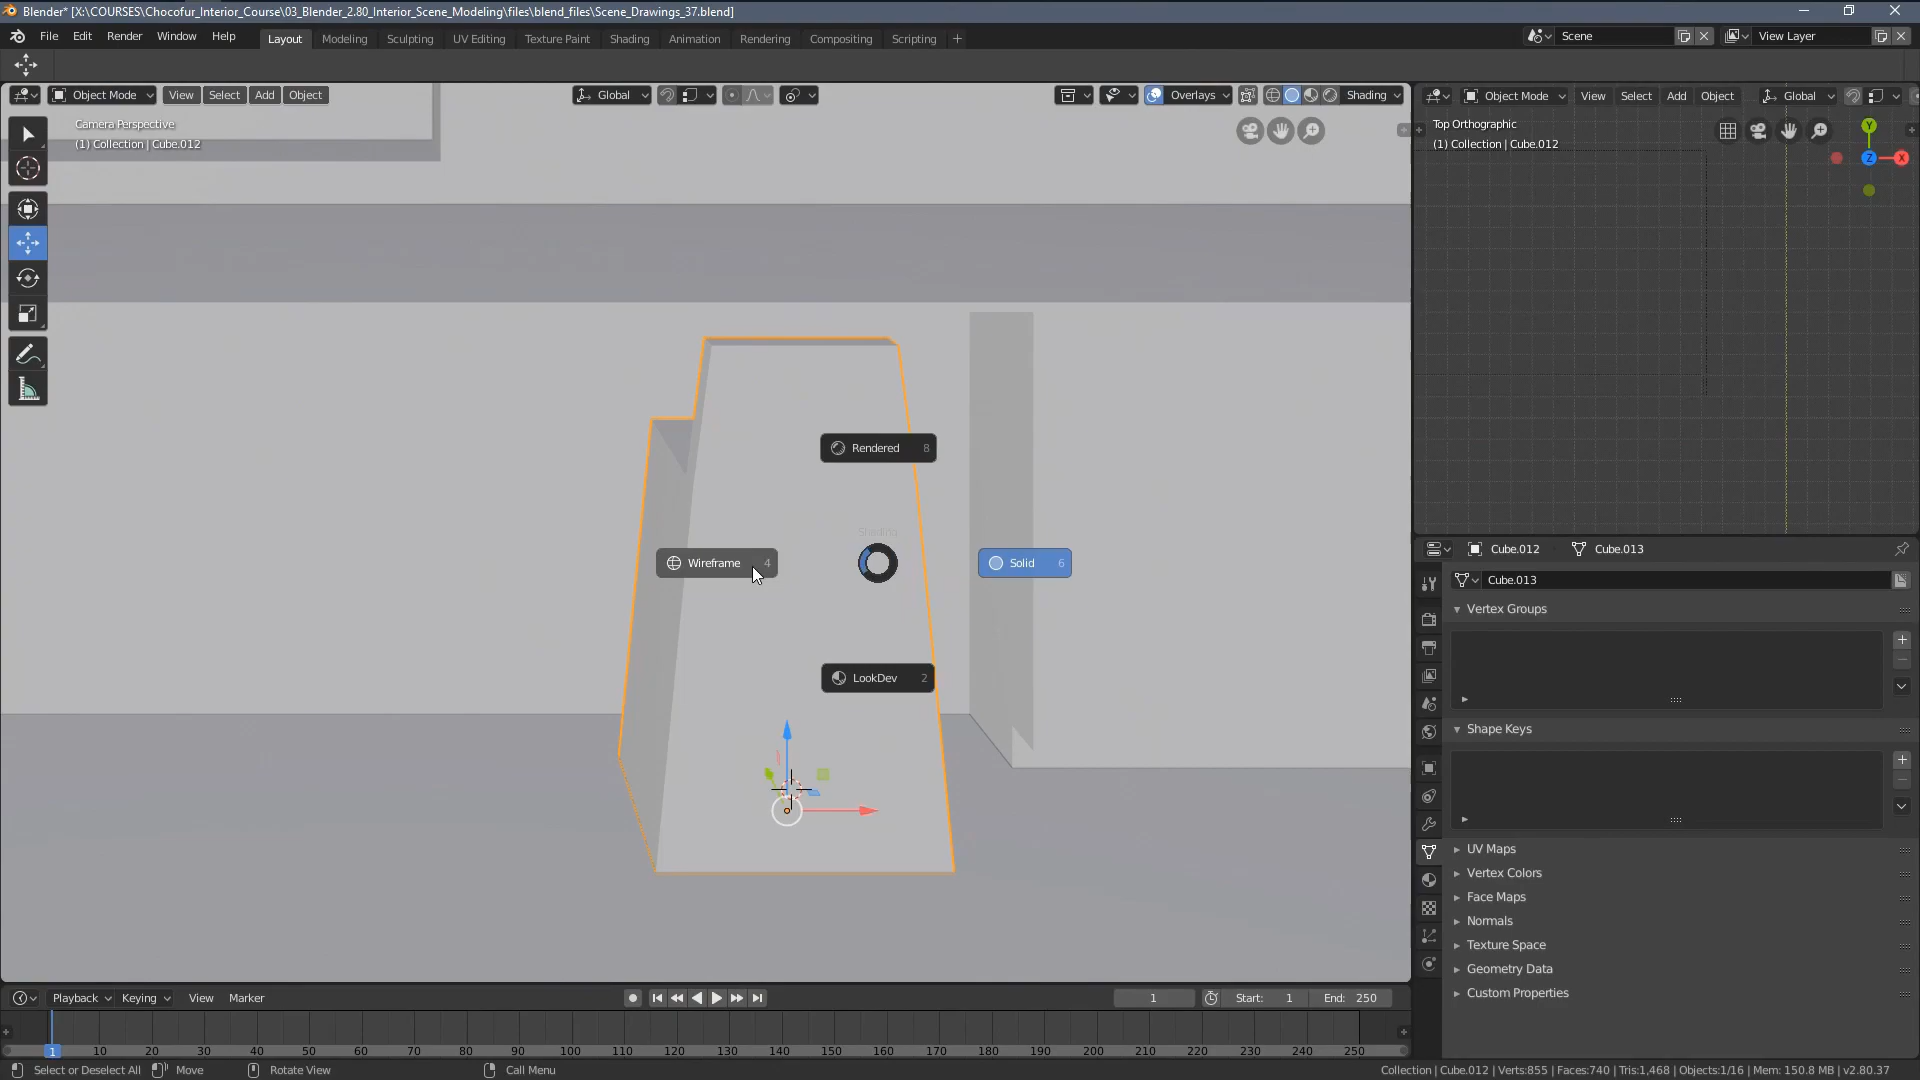 Blender* [X:\COURSES\Chocofur_Interior_Course\03_Blender_2.80_Interior_Scene_Modeling\files\blend_files\Scene_Drawings_37.blend]
File Edit Render Window Help Layout Modeling Sculpting UV Editing Texture Paint Shading Animation Rendering Compositing Scripting + Scene View Layer
Object Mode View Select Add Object Global Overlays Shading Object Mode View Select Add Object Global
Camera Perspective
(1) Collection | Cube.012
Top Orthographic
(1) Collection | Cube.012
Y
Z X
Rendered 8
Shading
Wireframe 4
Solid 6
LookDev 2
Cube.012 Cube.013
Cube.013
Vertex Groups
Shape Keys
UV Maps
Vertex Colors
Face Maps
Normals
Texture Space
Geometry Data
Custom Properties
Playback Keying View Marker 1 Start: 1 End: 250
1 10 20 30 40 50 60 70 80 90 100 110 120 130 140 150 160 170 180 190 200 210 220 230 240 250
Select or Deselect All Move Rotate View Call Menu Collection | Cube.012 | Verts:855 | Faces:740 | Tris:1,468 | Objects:1/16 | Mem: 150.8 MB | v2.80.37